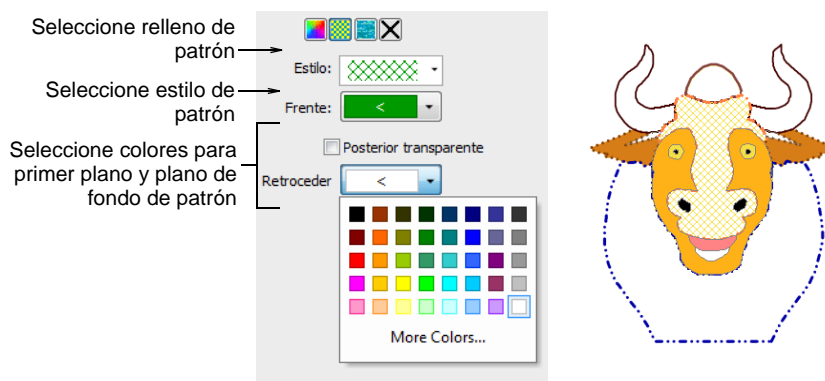 Seleccione relleno de
patrón
Seleccione estilo de
patrón
Seleccione colores para
primer plano y plano de
fondo de patrón
Estilo:
Frente: <
Posterior transparente
Retroceder <
More Colors...